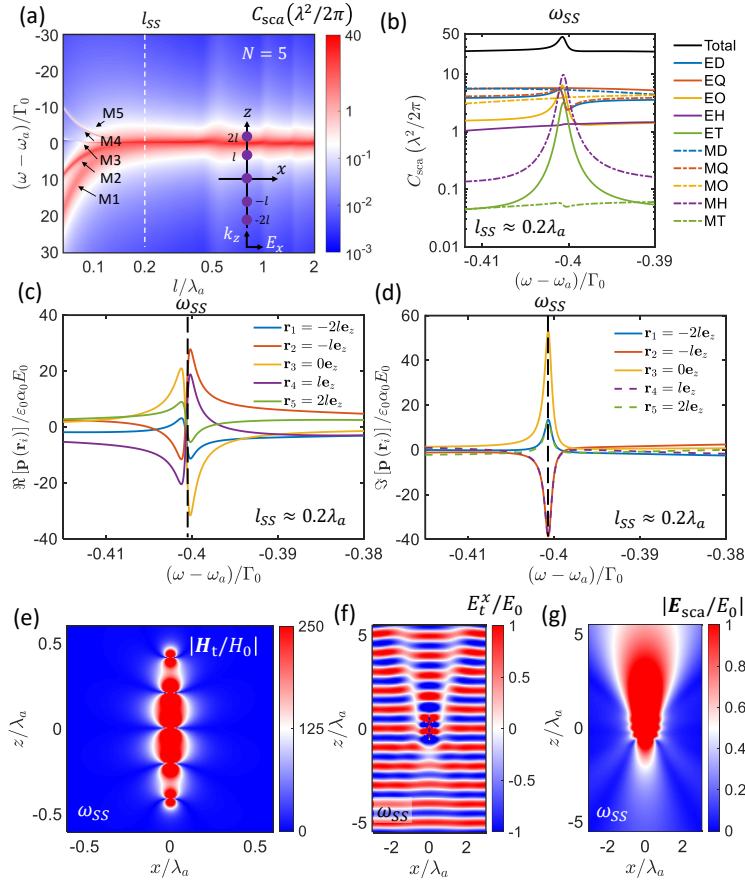 (a)
l_SS
C_sca(λ²/2π)
N = 5
(ω − ω_a)/Γ_0
-30
-20
-10
0
10
20
30
M5
M4
M3
M2
M1
z
2l
l
x
-l
-2l
k_z
E_x
0.1
0.2
0.5
1
2
l/λ_a
40
10
1
10^-1
10^-2
10^-3
(b)
ω_SS
C_sca(λ²/2π)
50
10
5
1
0.1
0.01
l_SS ≈ 0.2λ_a
-0.41
-0.4
-0.39
(ω − ω_a)/Γ_0
Total
ED
EQ
EO
EH
ET
MD
MQ
MO
MH
MT
(c)
ω_SS
ℜ [p (r_i)] /ε_0α_0E_0
40
20
0
-20
-40
r_1 = −2le_z
r_2 = −le_z
r_3 = 0e_z
r_4 = le_z
r_5 = 2le_z
l_SS ≈ 0.2λ_a
-0.41
-0.4
-0.39
-0.38
(ω − ω_a)/Γ_0
(d)
ω_SS
ℑ [p (r_i)] /ε_0α_0E_0
60
40
20
0
-20
-40
r_1 = −2le_z
r_2 = −le_z
r_3 = 0e_z
r_4 = le_z
r_5 = 2le_z
l_SS ≈ 0.2λ_a
-0.41
-0.4
-0.39
-0.38
(ω − ω_a)/Γ_0
(e)
|H_t/H_0|
z/λ_a
0.6
0.3
0
-0.3
-0.6
ω_SS
-0.5
0
0.5
x/λ_a
250
125
0
(f)
E_t^x/E_0
z/λ_a
5
0
-5
ω_SS
-2
0
2
x/λ_a
1
0.5
0
-0.5
-1
(g)
|E_sca/E_0|
z/λ_a
5
0
-5
ω_SS
-2
0
2
x/λ_a
1
0.8
0.6
0.4
0.2
0